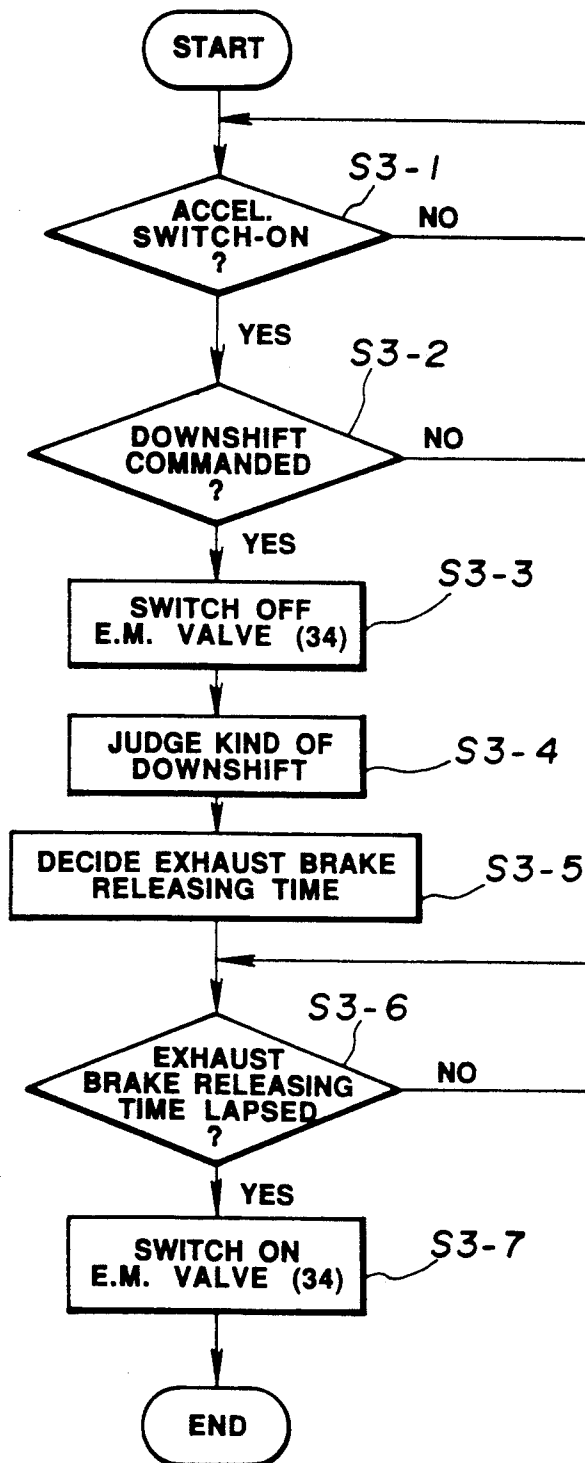 START
S3-1
ACCEL.
SWITCH-ON
?
NO
YES
S3-2
DOWNSHIFT
COMMANDED
?
NO
YES
S3-3
SWITCH OFF
E.M. VALVE (34)
JUDGE KIND OF
DOWNSHIFT
S3-4
DECIDE EXHAUST BRAKE
RELEASING TIME
S3-5
S3-6
EXHAUST
BRAKE RELEASING
TIME LAPSED
?
NO
YES
SWITCH ON
E.M. VALVE (34)
S3-7
END